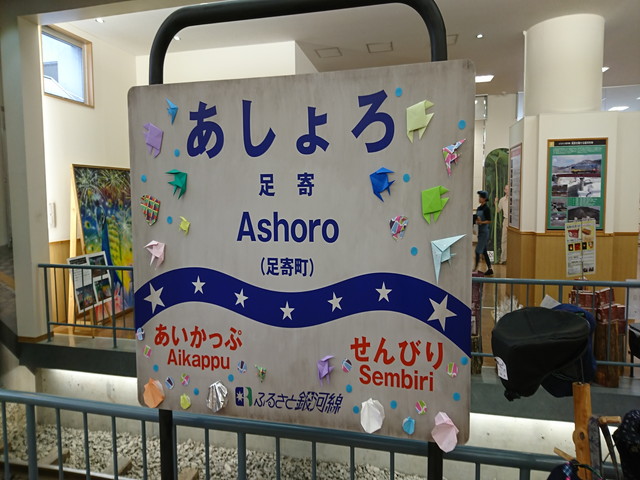 あしょろ
足寄
Ashoro
(足寄町)
あいかっぷ
Aikappu
せんびり
Sembiri
ふるさと銀河線